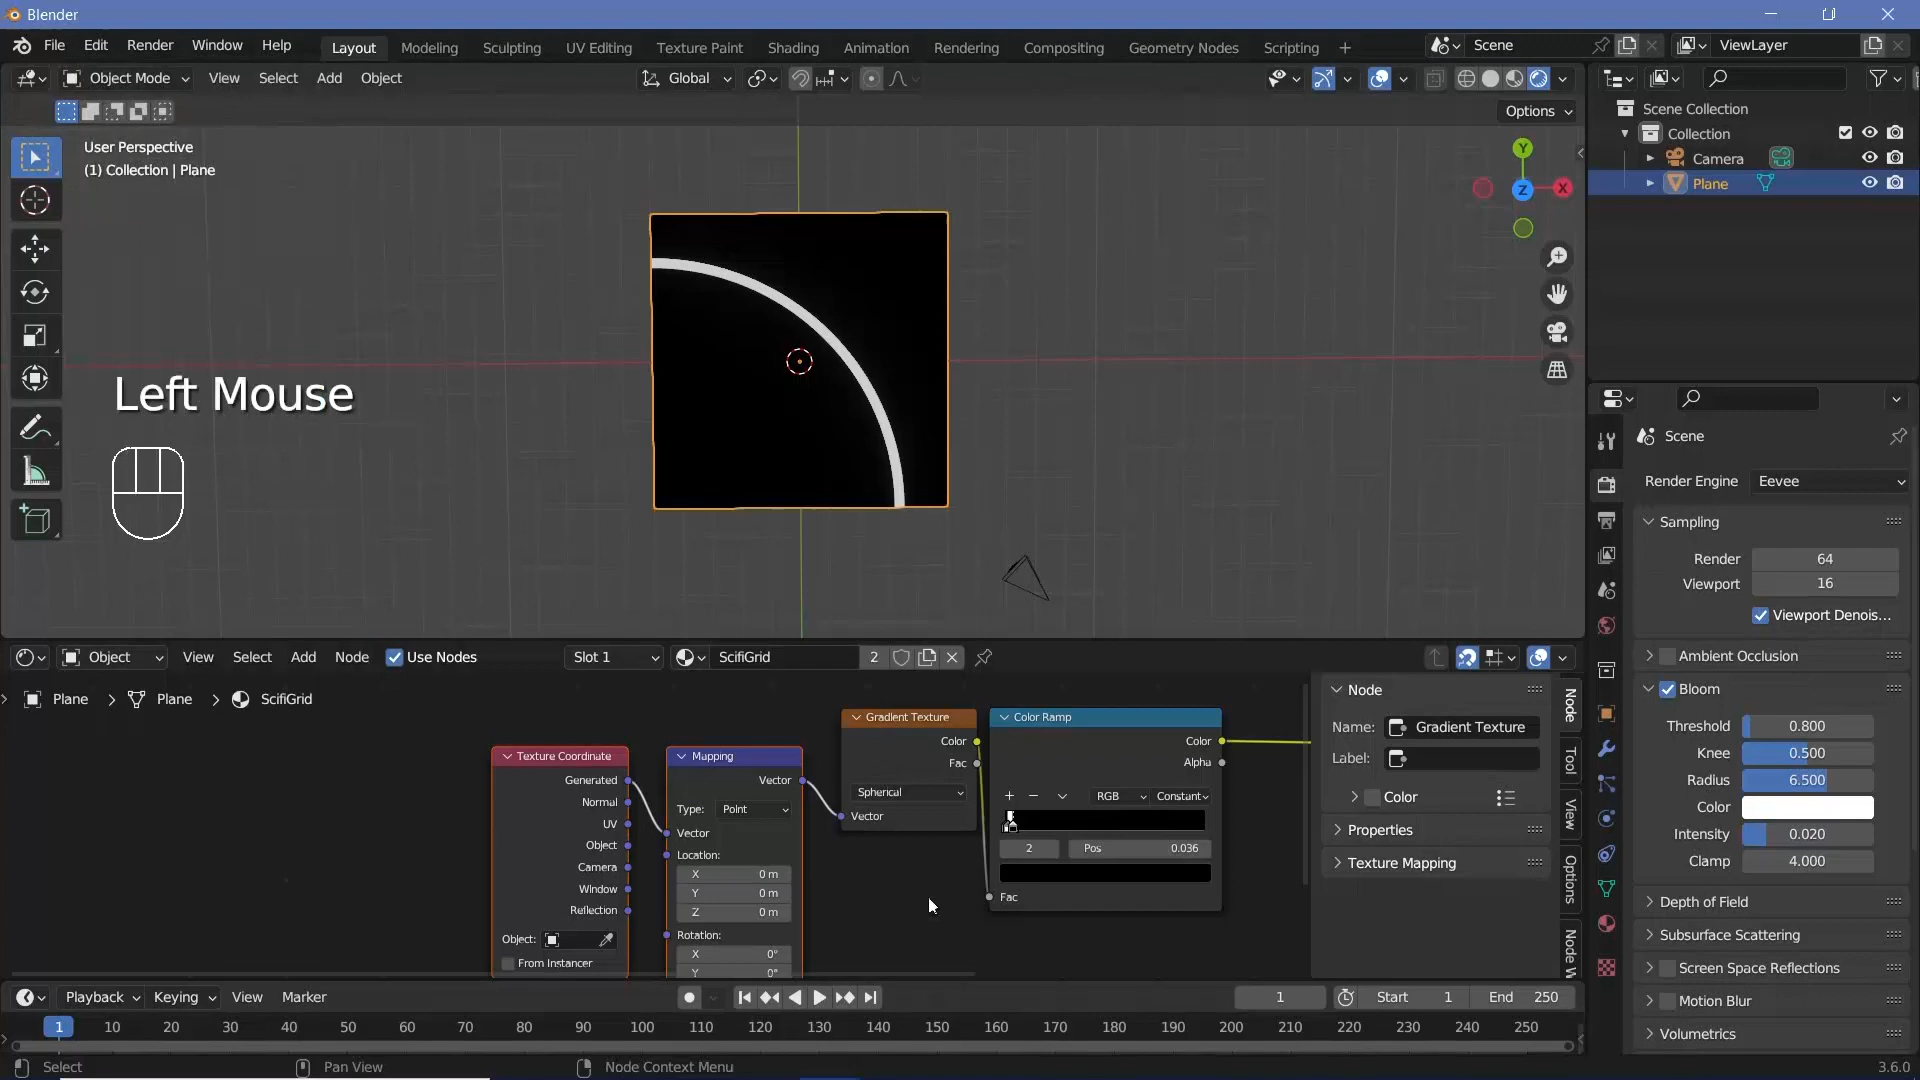 Blender
File Edit Render Window Help Layout Modeling Sculpting UV Editing Texture Paint Shading Animation Rendering Compositing Geometry Nodes Scripting + Scene ViewLayer
Object Mode View Select Add Object Global
Options
User Perspective
(1) Collection | Plane
Y
X
Z
Left Mouse
Scene Collection
Collection
Camera
Plane
Scene
Render Engine Eevee
Sampling
Render 64
Viewport 16
Viewport Denois...
Ambient Occlusion
Bloom
Threshold 0.800
Knee 0.500
Radius 6.500
Color
Intensity 0.020
Clamp 4.000
Depth of Field
Subsurface Scattering
Screen Space Reflections
Motion Blur
Volumetrics
Object View Select Add Node Use Nodes Slot 1 ScifiGrid 2
Plane Plane ScifiGrid
Texture Coordinate
Generated
Normal
UV
Object
Camera
Window
Reflection
Object:
From Instancer
Mapping
Vector
Type: Point
Vector
Location:
X 0 m
Y 0 m
Z 0 m
Rotation:
X 0°
Y 0°
Gradient Texture
Color
Fac
Spherical
Vector
Color Ramp
Color
Alpha
RGB Constant
2 Pos 0.036
Fac
Node
Name: Gradient Texture
Label:
Color
Properties
Texture Mapping
Node
Tool
View
Options
Node W
Playback Keying View Marker 1 Start 1 End 250
1 10 20 30 40 50 60 70 80 90 100 110 120 130 140 150 160 170 180 190 200 210 220 230 240 250
Select Pan View Node Context Menu 3.6.0